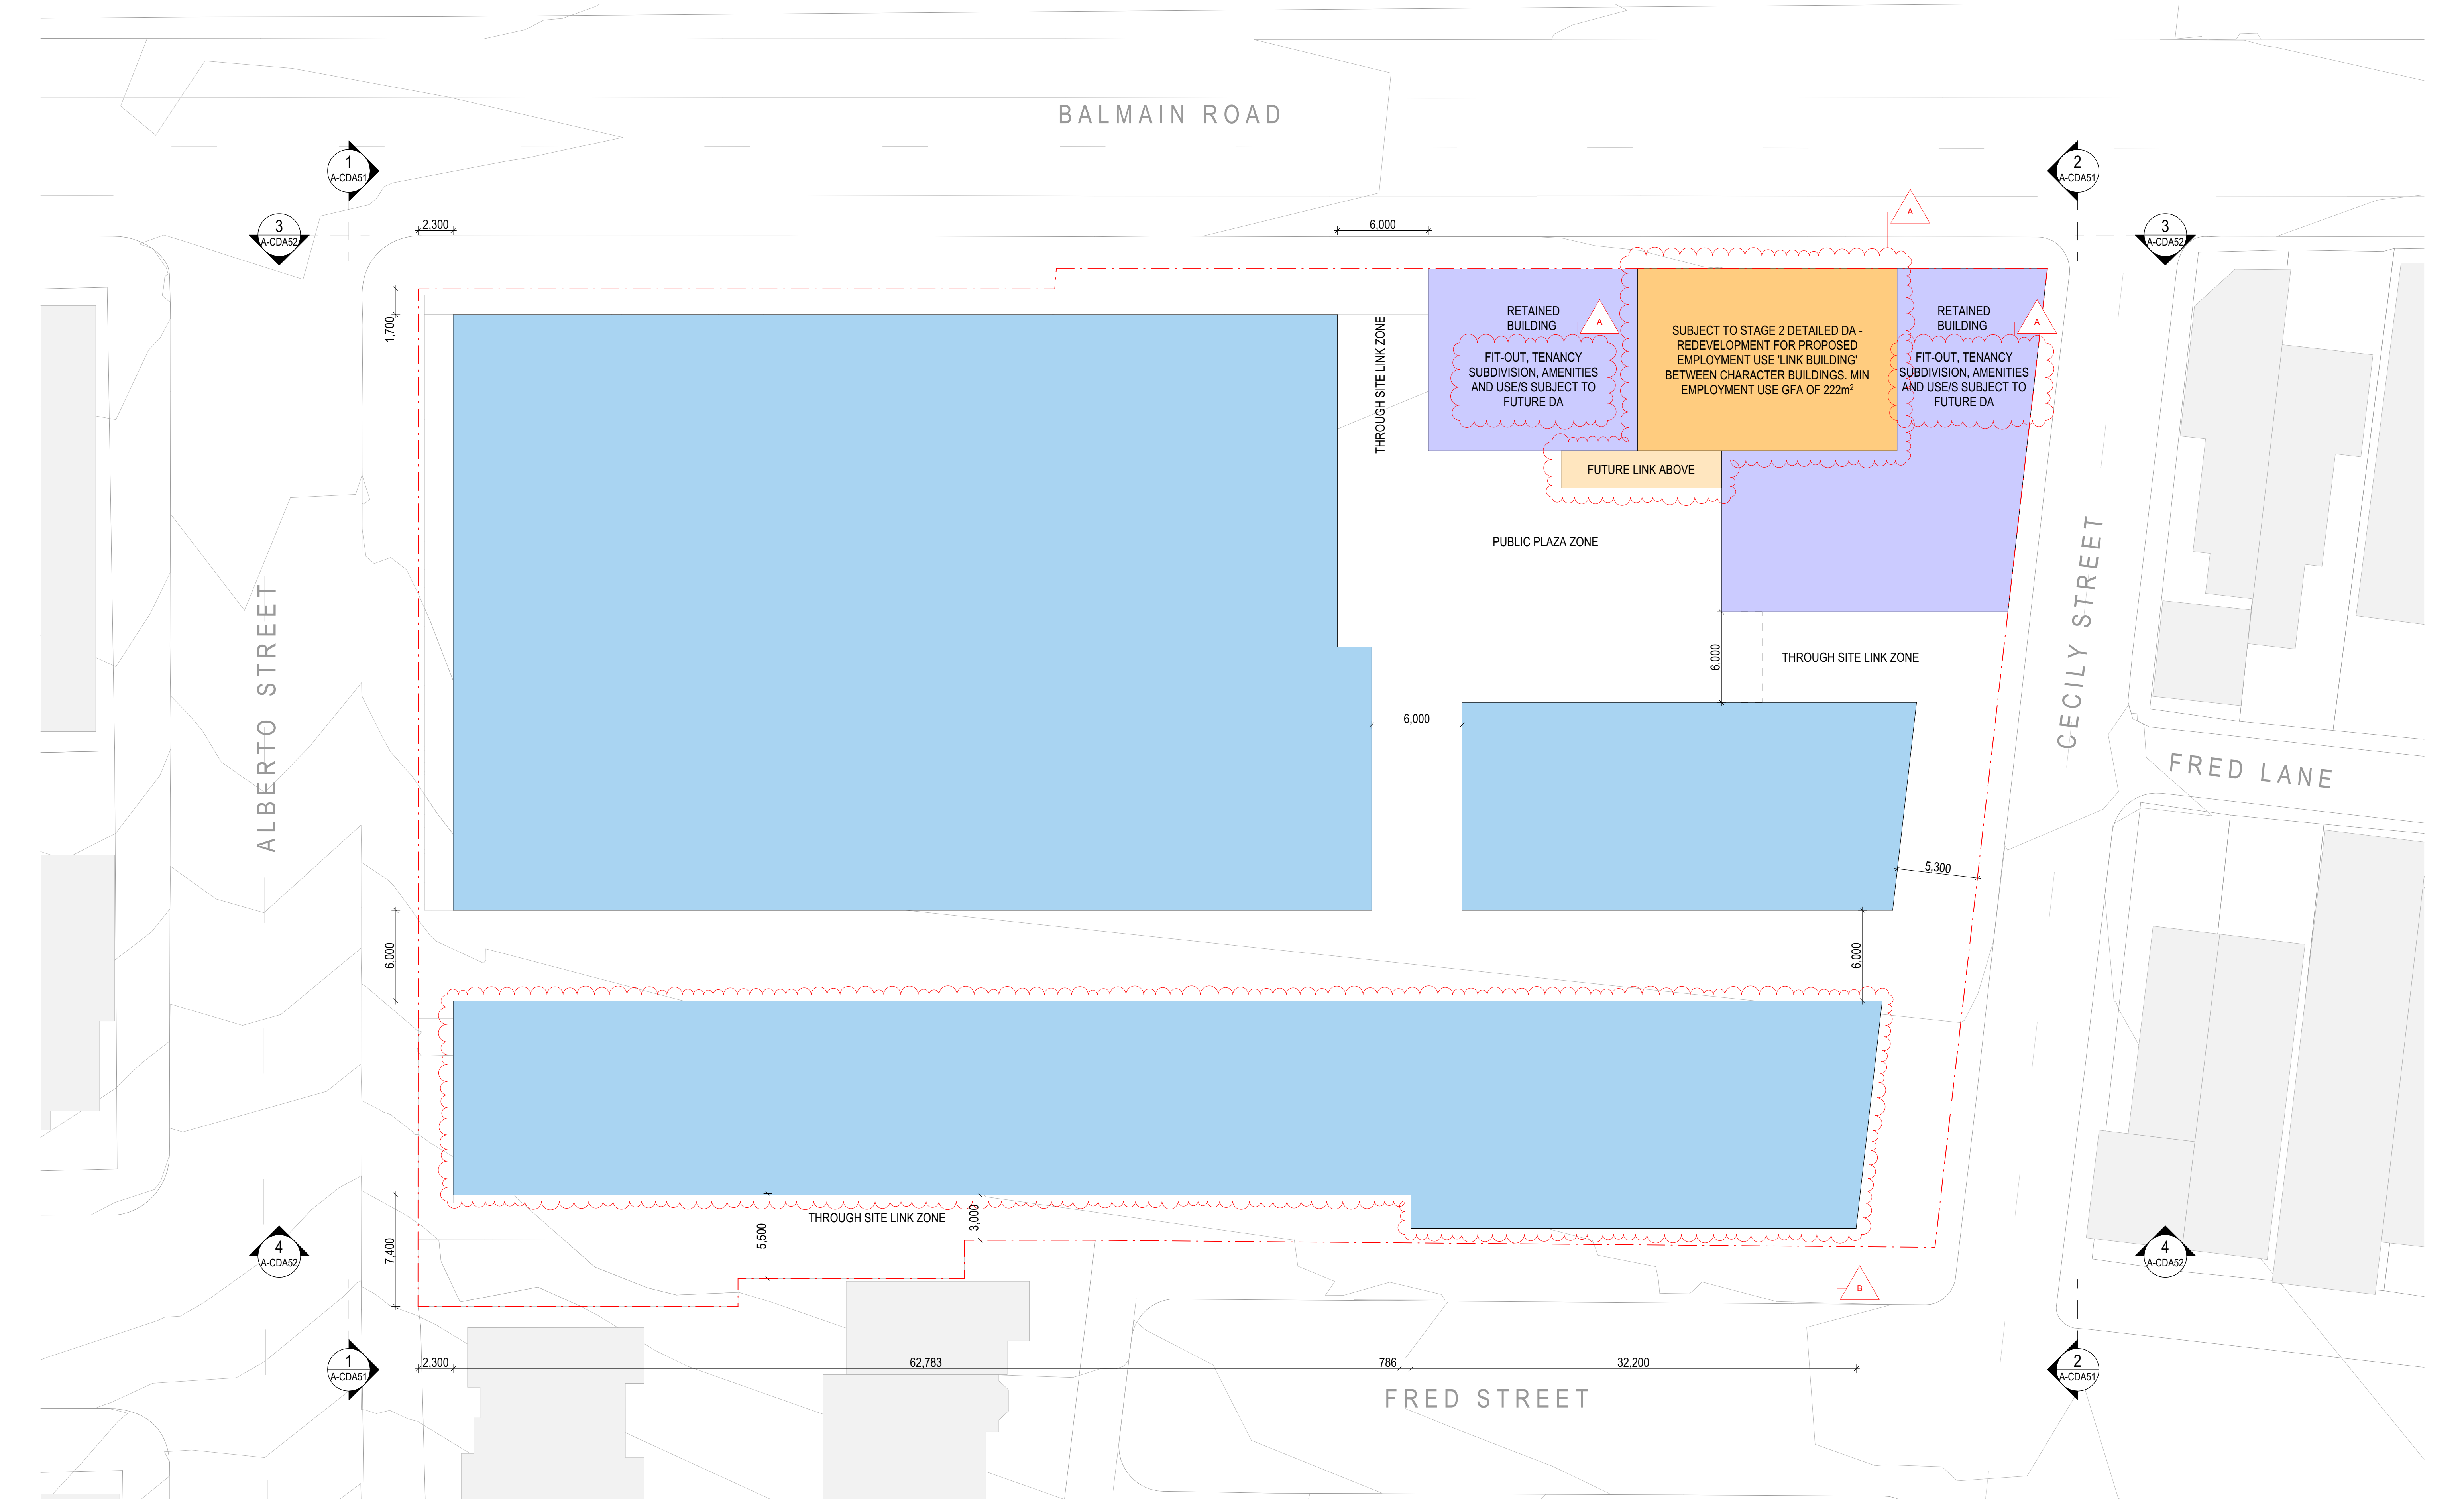 BALMAIN ROAD
1
A-CDA51
2
A-CDA51
3
A-CDA52
3
A-CDA52
A
2,300
6,000
1,700
THROUGH SITE LINK ZONE
RETAINED
BUILDING
A
FIT-OUT, TENANCY
SUBDIVISION, AMENITIES
AND USE/S SUBJECT TO
FUTURE DA
SUBJECT TO STAGE 2 DETAILED DA -
REDEVELOPMENT FOR PROPOSED
EMPLOYMENT USE 'LINK BUILDING'
BETWEEN CHARACTER BUILDINGS. MIN
EMPLOYMENT USE GFA OF 222m²
RETAINED
BUILDING
A
FIT-OUT, TENANCY
SUBDIVISION, AMENITIES
AND USE/S SUBJECT TO
FUTURE DA
FUTURE LINK ABOVE
PUBLIC PLAZA ZONE
ALBERTO STREET
CECILY STREET
6,000
THROUGH SITE LINK ZONE
6,000
FRED LANE
5,300
6,000
6,000
THROUGH SITE LINK ZONE
3,000
5,500
7,400
4
A-CDA52
4
A-CDA52
B
1
A-CDA51
2,300
62,783
786
32,200
2
A-CDA51
FRED STREET